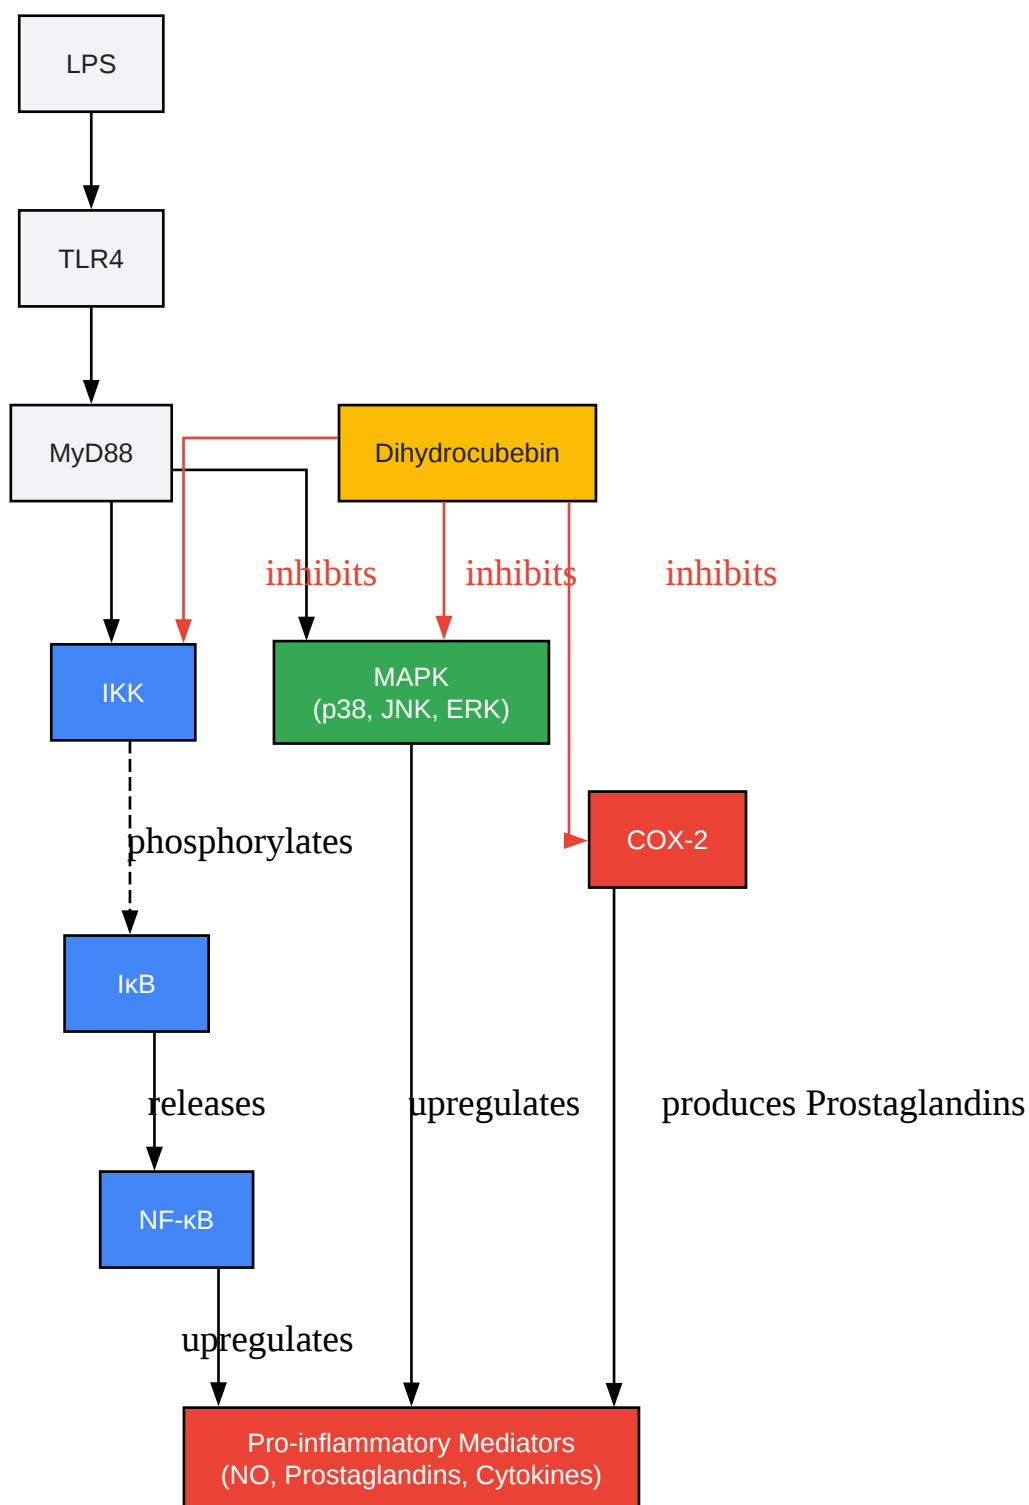 LPS
TLR4
MyD88
Dihydrocubebin
inhibits
inhibits
inhibits
IKK
MAPK
(p38, JNK, ERK)
COX-2
phosphorylates
IκB
releases
upregulates
produces Prostaglandins
NF-κB
upregulates
Pro-inflammatory Mediators
(NO, Prostaglandins, Cytokines)